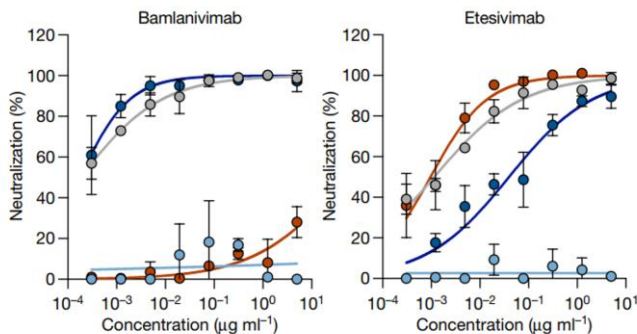 Bamlanivimab
Neutralization (%)
120
100
80
60
40
20
0
10⁻⁴ 10⁻³ 10⁻² 10⁻¹ 10⁰ 10¹
Concentration (μg ml⁻¹)
Etesivimab
Neutralization (%)
120
100
80
60
40
20
0
10⁻⁴ 10⁻³ 10⁻² 10⁻¹ 10⁰ 10¹
Concentration (μg ml⁻¹)